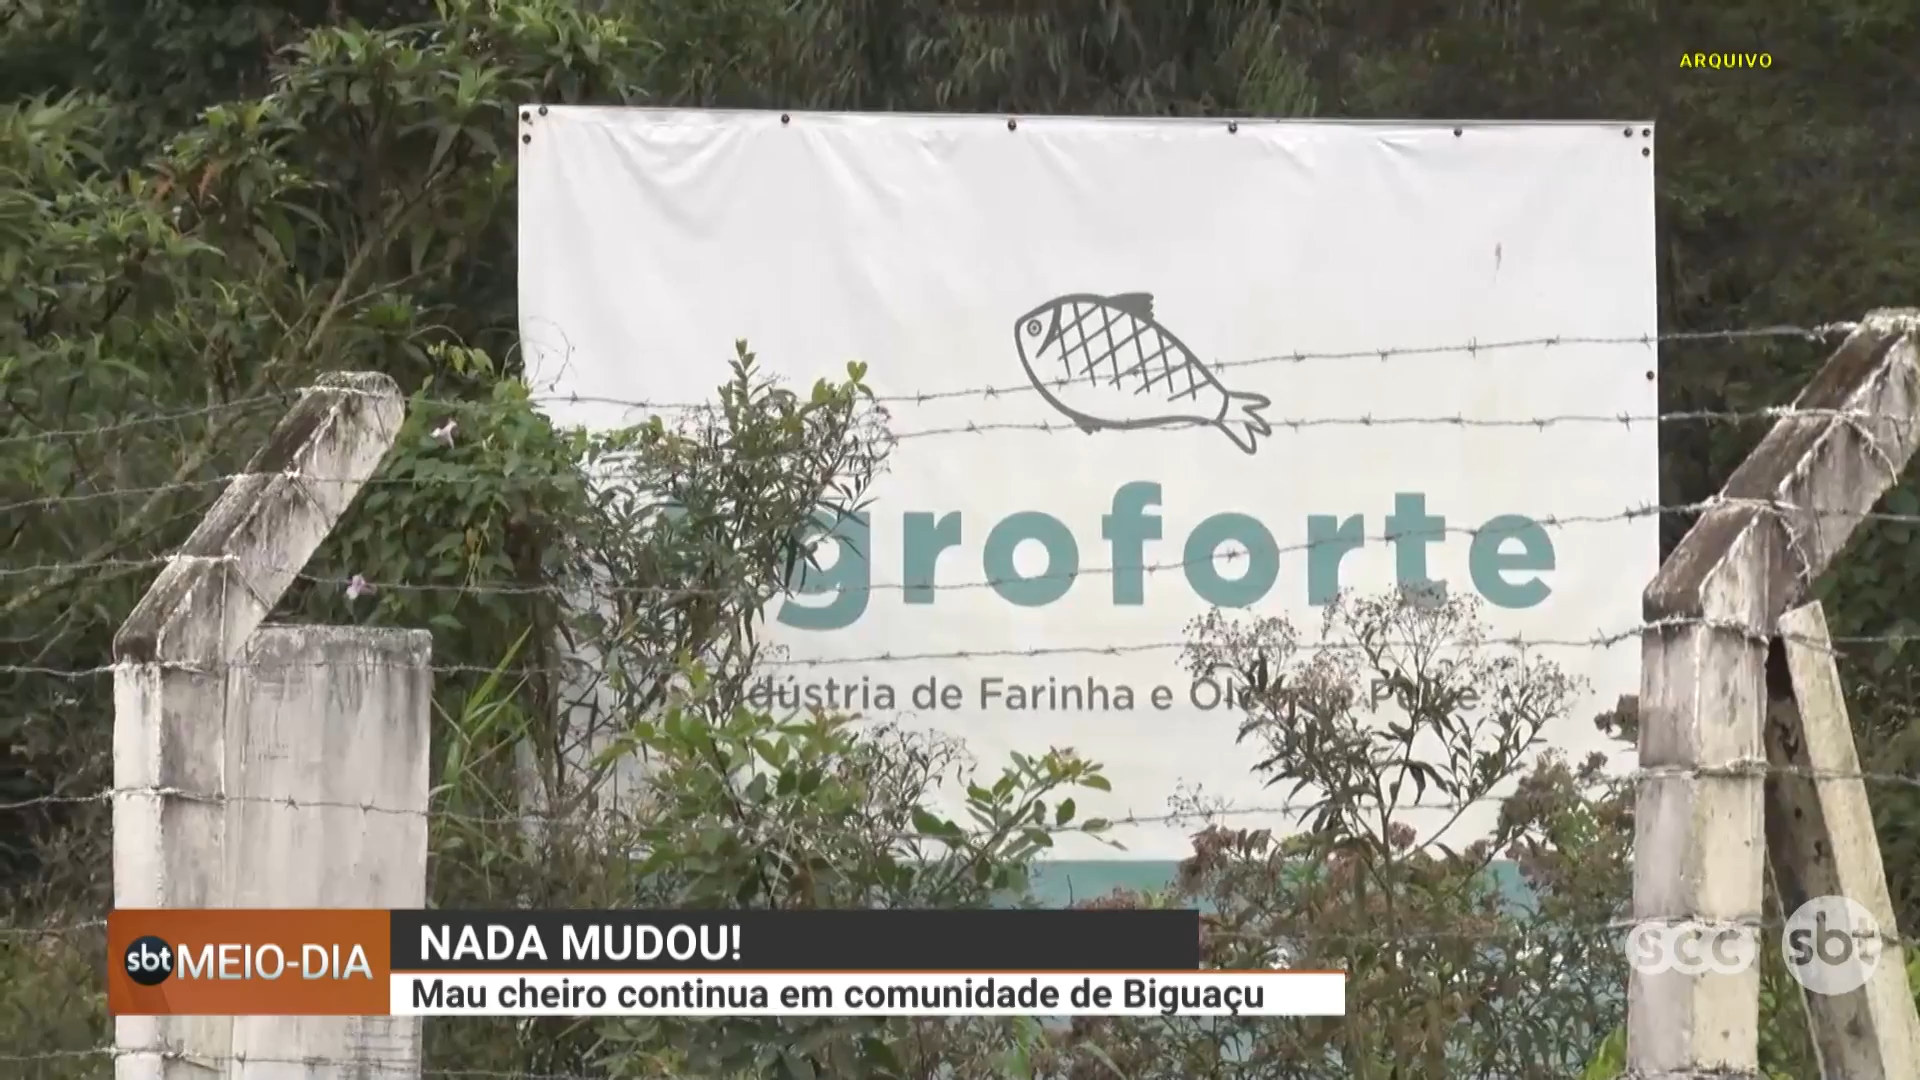 ARQUIVO
groforte
dústria de Farinha e Ól
sbt MEIO-DIA
NADA MUDOU!
Mau cheiro continua em comunidade de Biguaçu
scc sbt